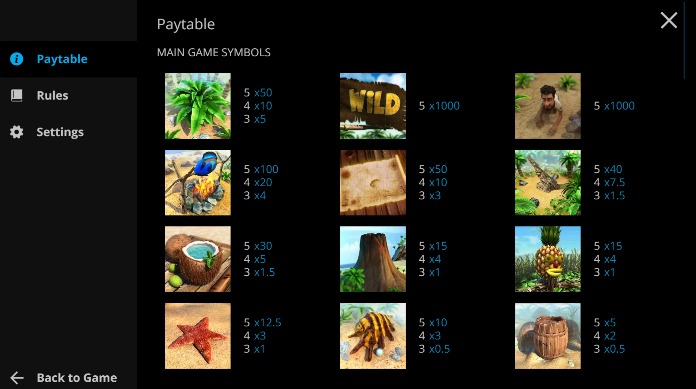 Paytable
MAIN GAME SYMBOLS
Paytable
Rules
Settings
5 x50
4 x10
3 x5
WILD
5 x1000
5 x1000
5 x100
4 x20
3 x4
5 x50
4 x10
3 x3
5 x40
4 x7.5
3 x1.5
5 x30
4 x5
3 x1.5
5 x15
4 x4
3 x1
5 x15
4 x4
3 x1
5 x12.5
4 x3
3 x1
5 x10
4 x3
3 x0.5
5 x5
4 x2
3 x0.5
Back to Game